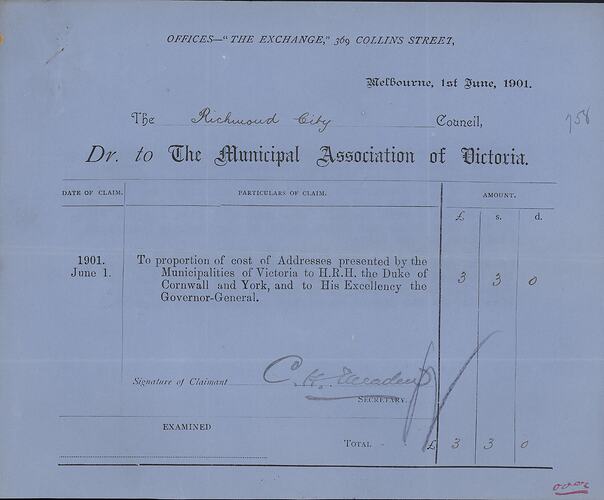 OFFICES—"THE EXCHANGE," 369 COLLINS STREET,
Melbourne, 1st June, 1901.
The Richmond City Council,
758
Dr. to The Municipal Association of Victoria.
DATE OF CLAIM. PARTICULARS OF CLAIM. AMOUNT.
£ s. d.
1901. To proportion of cost of Addresses presented by the
June 1. Municipalities of Victoria to H.R.H. the Duke of 3 3 0
Cornwall and York, and to His Excellency the
Governor-General.
Signature of Claimant C. K.
SECRETARY.
EXAMINED
TOTAL - £ 3 3 0